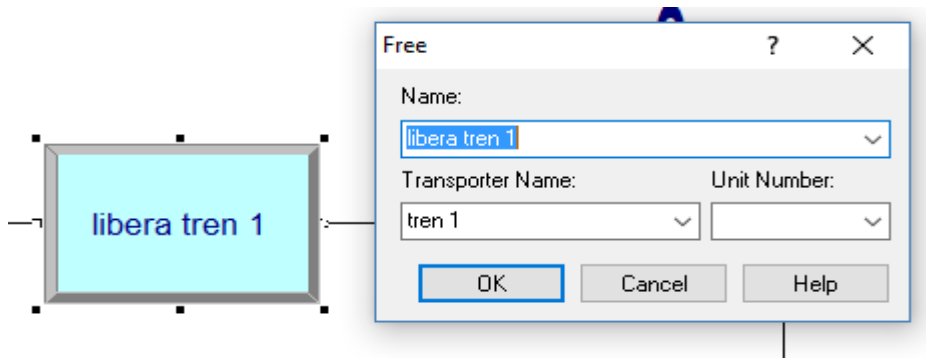 Free
?
Name:
libera tren 1
Transporter Name:
Unit Number:
tren 1
OK
Cancel
Help
libera tren 1